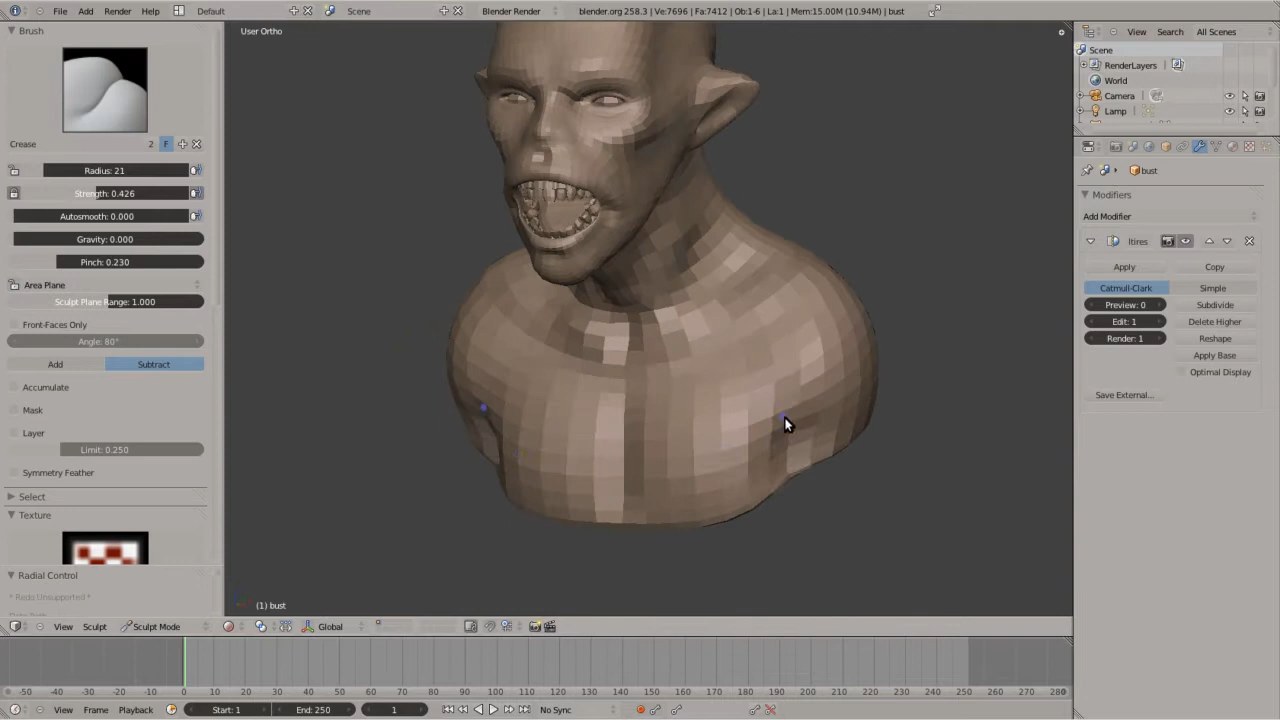 File Add Render Help Default Scene Blender Render blender.org 258.3 | Ve:7696 | Fa:7412 | Ob:1-6 | La:1 | Mem:15.00M (10.94M) | bust
Brush
User Ortho
View Search All Scenes
Scene
RenderLayers
World
Camera
Lamp
Crease 2 F
Radius: 21
Strength: 0.426
Autosmooth: 0.000
Gravity: 0.000
Pinch: 0.230
Area Plane
Sculpt Plane Range: 1.000
Front-Faces Only
Angle: 80°
Add Subtract
Accumulate
Mask
Layer
Limit: 0.250
Symmetry Feather
Select
Texture
Radial Control
* Redo Unsupported *
bust
Modifiers
Add Modifier
ltires
Apply Copy
Catmull-Clark Simple
Preview: 0 Subdivide
Edit: 1 Delete Higher
Render: 1 Reshape
Apply Base
Optimal Display
Save External...
(1) bust
View Sculpt Sculpt Mode Global
-50 -40 -30 -20 -10 0 10 20 30 40 50 60 70 80 90 100 110 120 130 140 150 160 170 180 190 200 210 220 230 240 250 260 270 280
View Frame Playback Start: 1 End: 250 1 No Sync